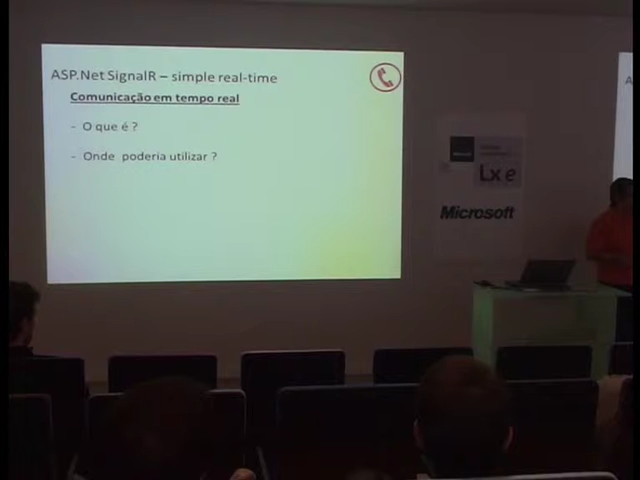 ASP.Net SignalR – simple real-time
Comunicação em tempo real
- O que é ?
- Onde poderia utilizar ?
Lx e
Microsoft
A